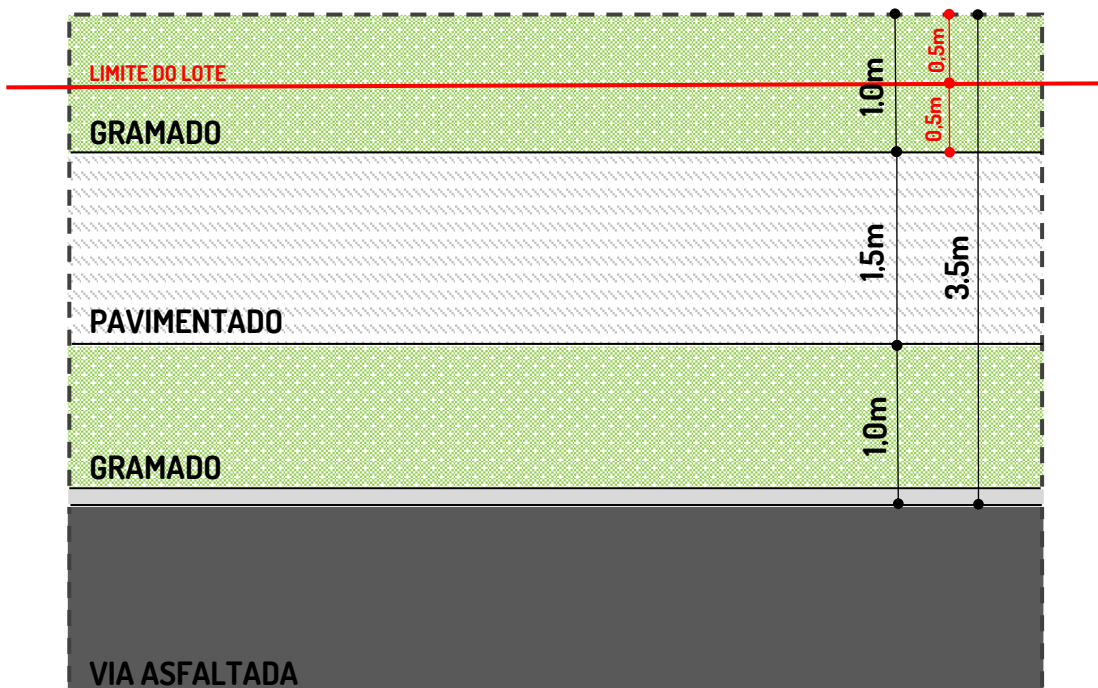 LIMITE DO LOTE
0,5m
1,0m
0,5m
GRAMADO
1,5m
3.5m
PAVIMENTADO
1,0m
GRAMADO
VIA ASFALTADA